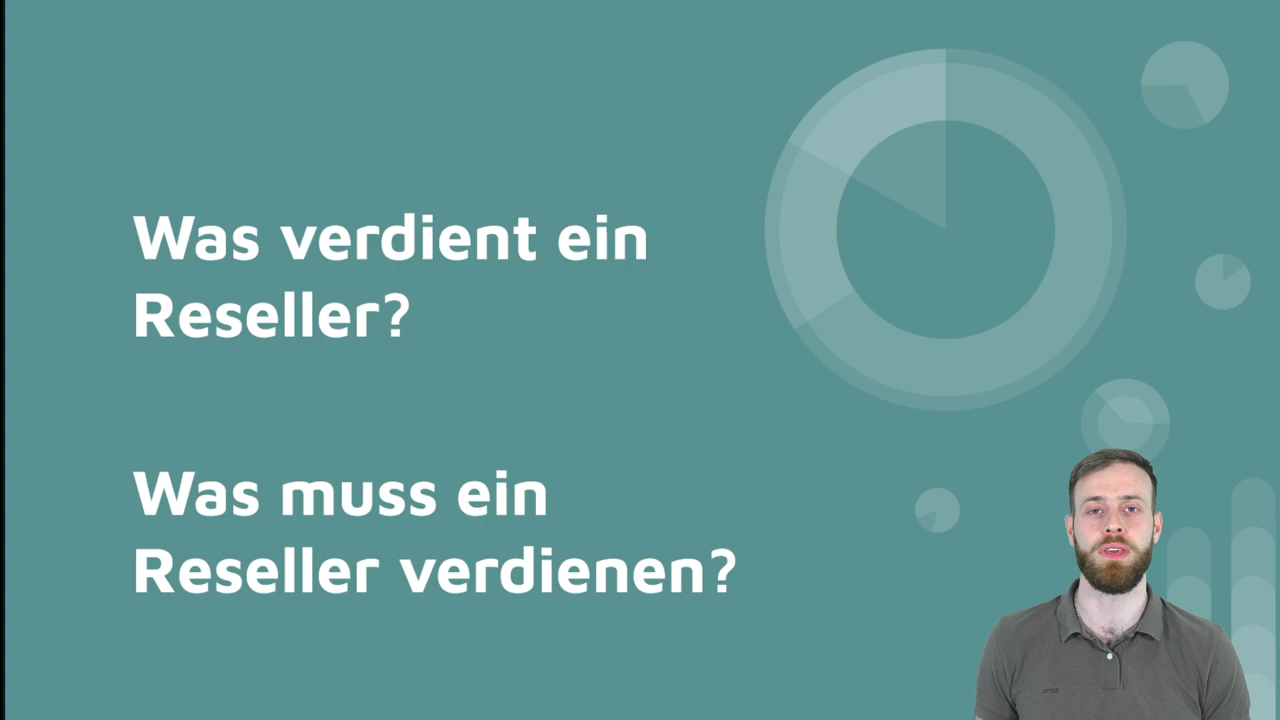 Was verdient ein
Reseller?
Was muss ein
Reseller verdienen?